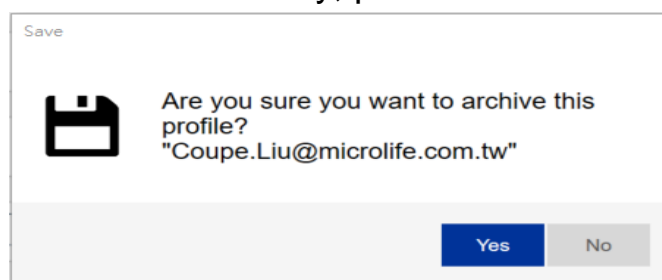 Save
Are you sure you want to archive this
profile?
"Coupe.Liu@microlife.com.tw"
Yes
No